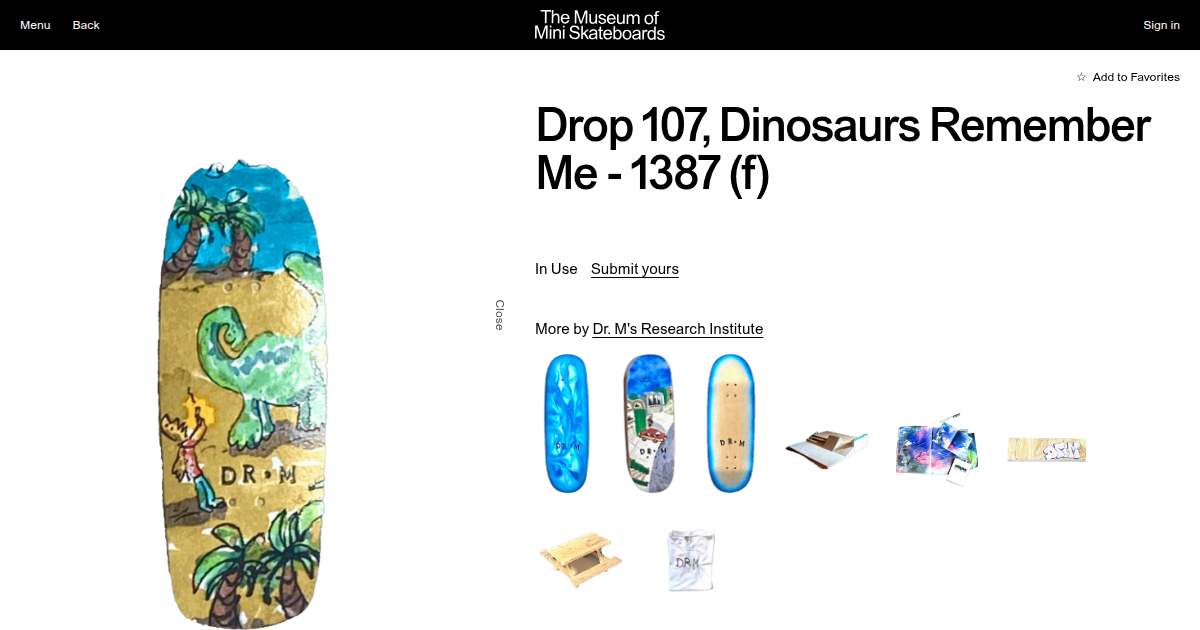 Menu
Back
The Museum of
Mini Skateboards
Sign in
☆ Add to Favorites
Drop 107, Dinosaurs Remember
Me - 1387 (f)
In Use
Submit yours
Close
More by Dr. M's Research Institute
DR•M
DR•M
DR•M
DR•M
DRM